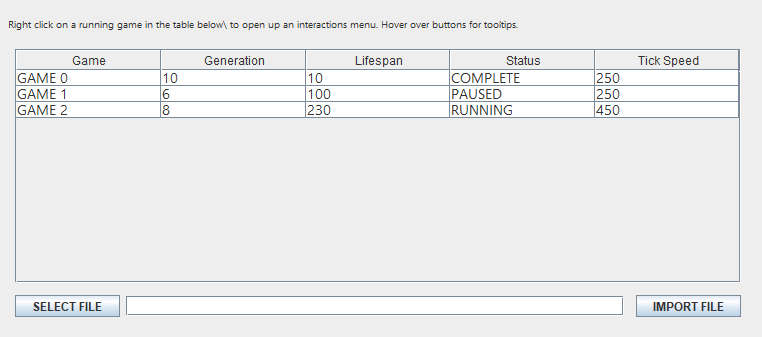 Right click on a running game in the table below\ to open up an interactions menu. Hover over buttons for tooltips.
Game Generation Lifespan Status Tick Speed
GAME 0 10 10 COMPLETE 250
GAME 1 6 100 PAUSED 250
GAME 2 8 230 RUNNING 450
SELECT FILE IMPORT FILE